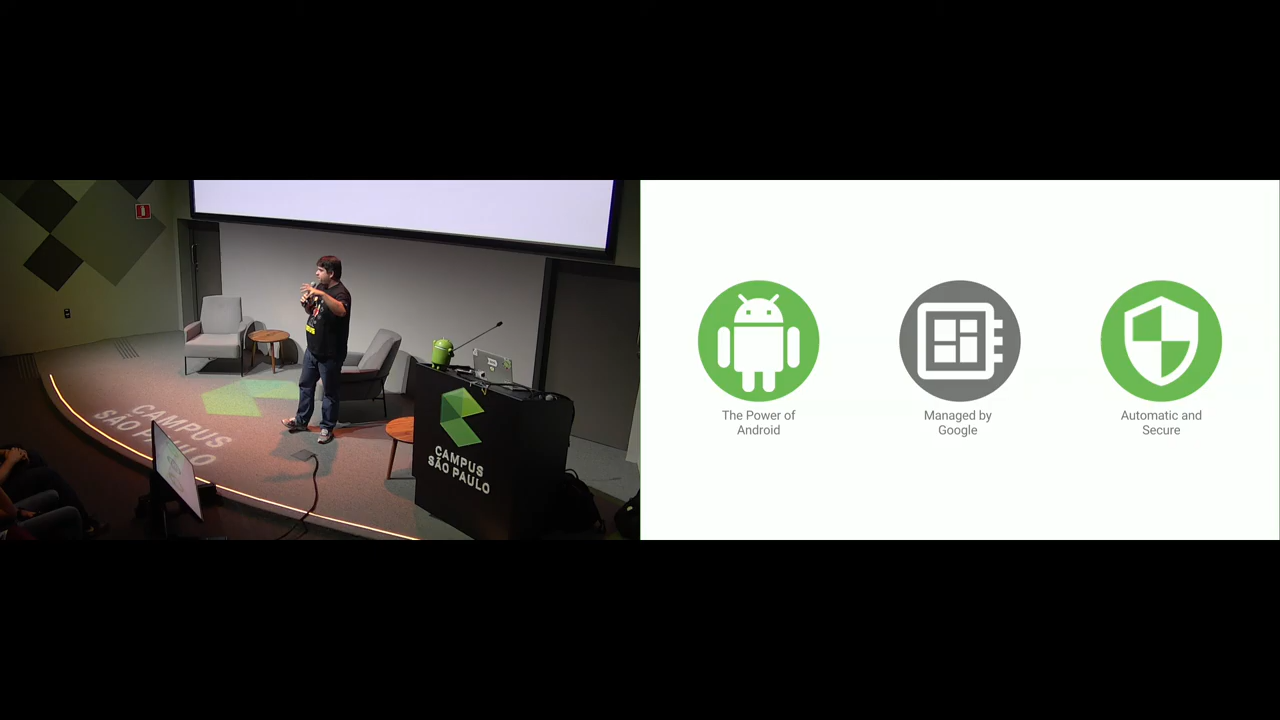 CAMPUS
SÃO PAULO
CAMPUS
SÃO PAULO
The Power of
Android
Managed by
Google
Automatic and
Secure